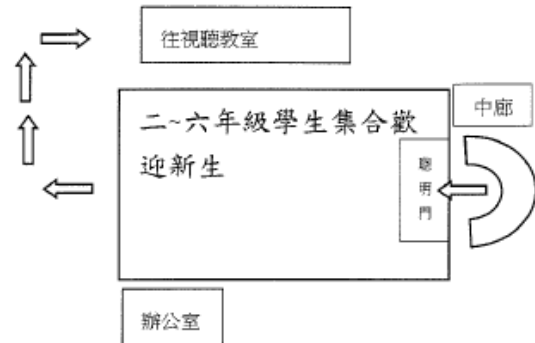 往視聽教室
二~六年級學生集合歡
迎新生
中廊
聰明門
辦公室